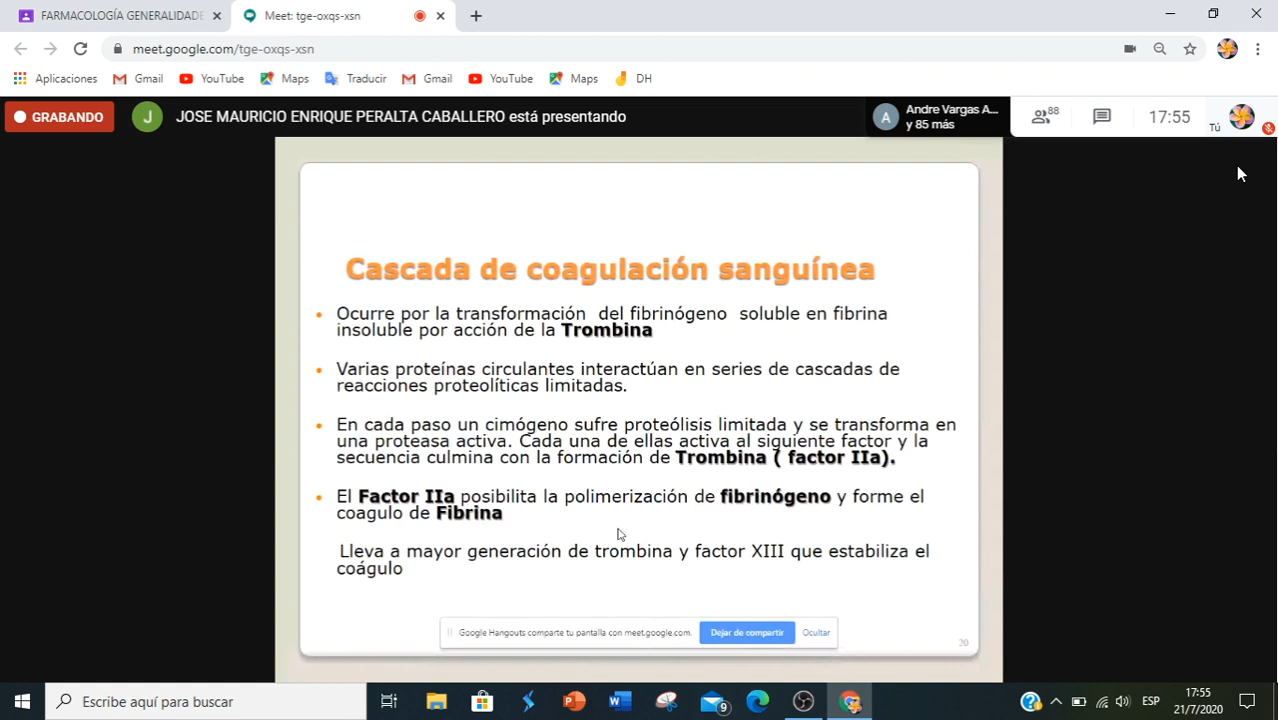 FARMACOLOGÍA GENERALIDADE
Meet: tge-oxqs-xsn
meet.google.com/tge-oxqs-xsn
Aplicaciones Gmail YouTube Maps Traducir Gmail YouTube Maps DH
GRABANDO
J
JOSE MAURICIO ENRIQUE PERALTA CABALLERO está presentando
A
Andre Vargas A...
y 85 más
88
17:55
Tú
Cascada de coagulación sanguínea
• Ocurre por la transformación del fibrinógeno soluble en fibrina
insoluble por acción de la Trombina
• Varias proteínas circulantes interactúan en series de cascadas de
reacciones proteolíticas limitadas.
• En cada paso un cimógeno sufre proteólisis limitada y se transforma en
una proteasa activa. Cada una de ellas activa al siguiente factor y la
secuencia culmina con la formación de Trombina ( factor IIa).
• El Factor IIa posibilita la polimerización de fibrinógeno y forme el
coagulo de Fibrina
Lleva a mayor generación de trombina y factor XIII que estabiliza el
coágulo
Google Hangouts comparte tu pantalla con meet.google.com. Dejar de compartir Ocultar
20
Escribe aquí para buscar
9
ESP
17:55
21/7/2020